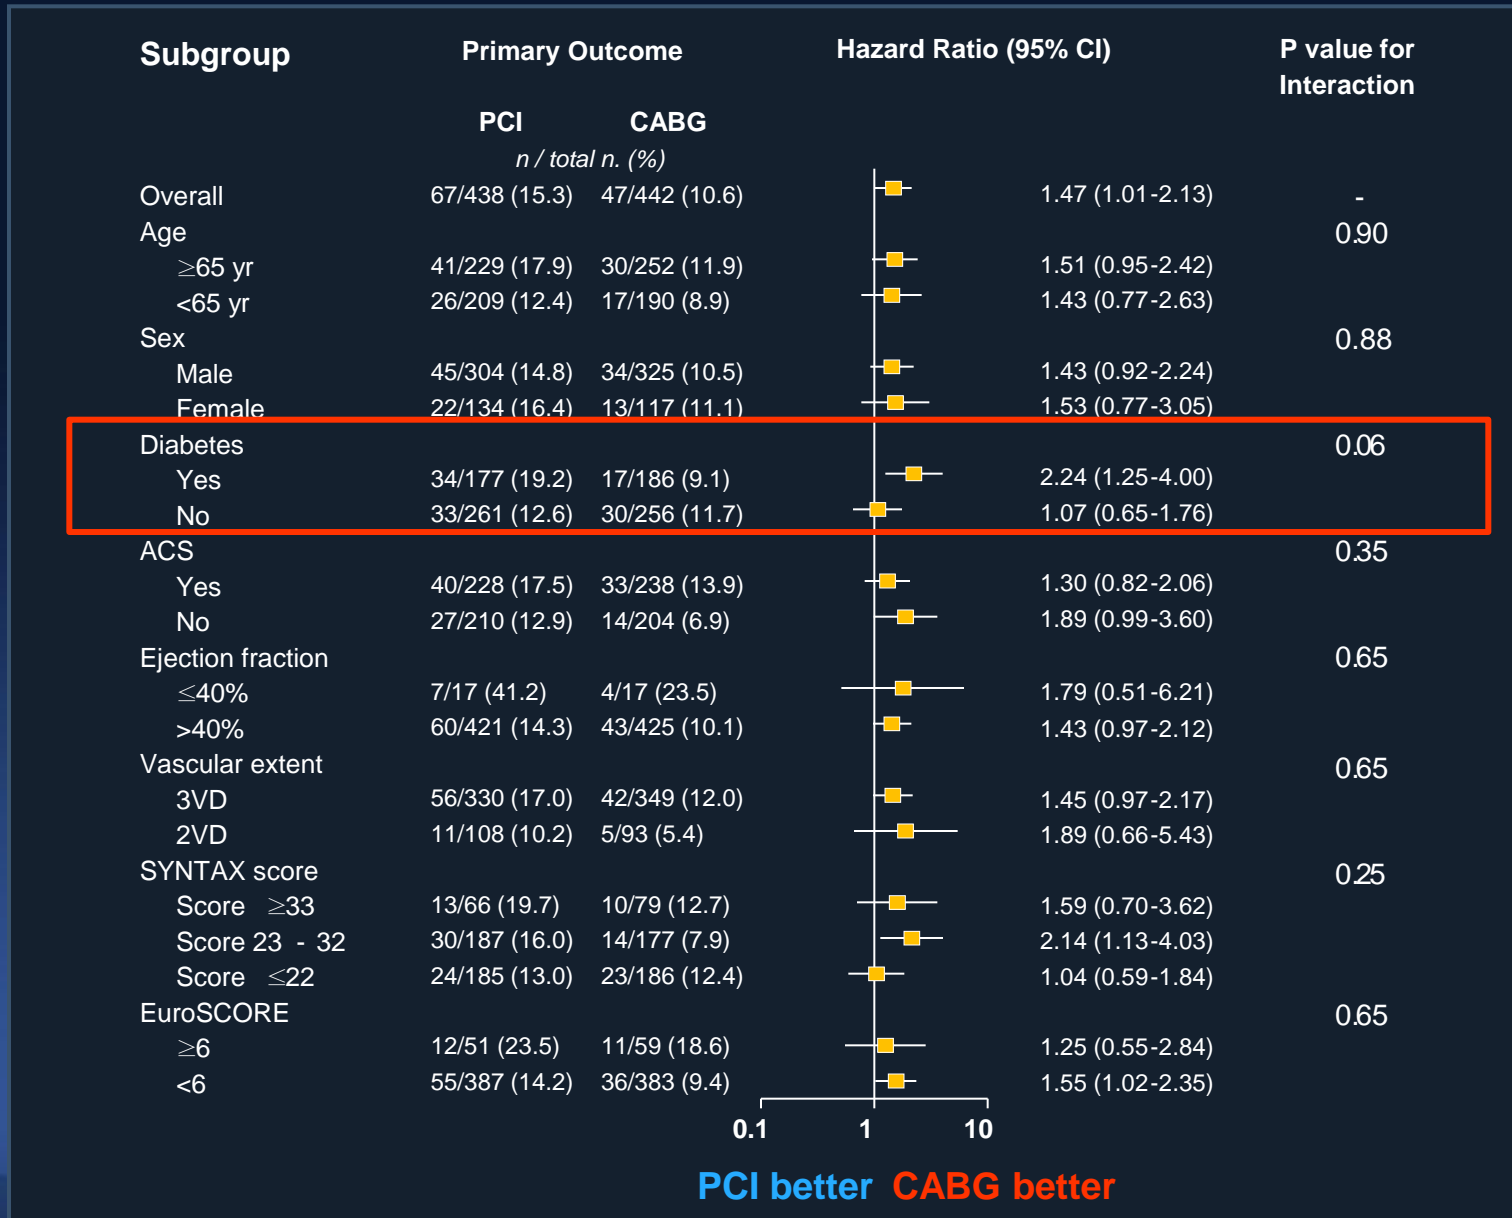 Subgroup Primary Outcome Hazard Ratio (95% CI) P value for
Interaction
PCI CABG
n / total n. (%)
Overall 67/438 (15.3) 47/442 (10.6) 1.47 (1.01-2.13) -
Age 0.90
≥65 yr 41/229 (17.9) 30/252 (11.9) 1.51 (0.95-2.42)
<65 yr 26/209 (12.4) 17/190 (8.9) 1.43 (0.77-2.63)
Sex 0.88
Male 45/304 (14.8) 34/325 (10.5) 1.43 (0.92-2.24)
Female 22/134 (16.4) 13/117 (11.1) 1.53 (0.77-3.05)
Diabetes 0.06
Yes 34/177 (19.2) 17/186 (9.1) 2.24 (1.25-4.00)
No 33/261 (12.6) 30/256 (11.7) 1.07 (0.65-1.76)
ACS 0.35
Yes 40/228 (17.5) 33/238 (13.9) 1.30 (0.82-2.06)
No 27/210 (12.9) 14/204 (6.9) 1.89 (0.99-3.60)
Ejection fraction 0.65
≤40% 7/17 (41.2) 4/17 (23.5) 1.79 (0.51-6.21)
>40% 60/421 (14.3) 43/425 (10.1) 1.43 (0.97-2.12)
Vascular extent 0.65
3VD 56/330 (17.0) 42/349 (12.0) 1.45 (0.97-2.17)
2VD 11/108 (10.2) 5/93 (5.4) 1.89 (0.66-5.43)
SYNTAX score 0.25
Score ≥33 13/66 (19.7) 10/79 (12.7) 1.59 (0.70-3.62)
Score 23 - 32 30/187 (16.0) 14/177 (7.9) 2.14 (1.13-4.03)
Score ≤22 24/185 (13.0) 23/186 (12.4) 1.04 (0.59-1.84)
EuroSCORE 0.65
≥6 12/51 (23.5) 11/59 (18.6) 1.25 (0.55-2.84)
<6 55/387 (14.2) 36/383 (9.4) 1.55 (1.02-2.35)
0.1 1 10
PCI better CABG better